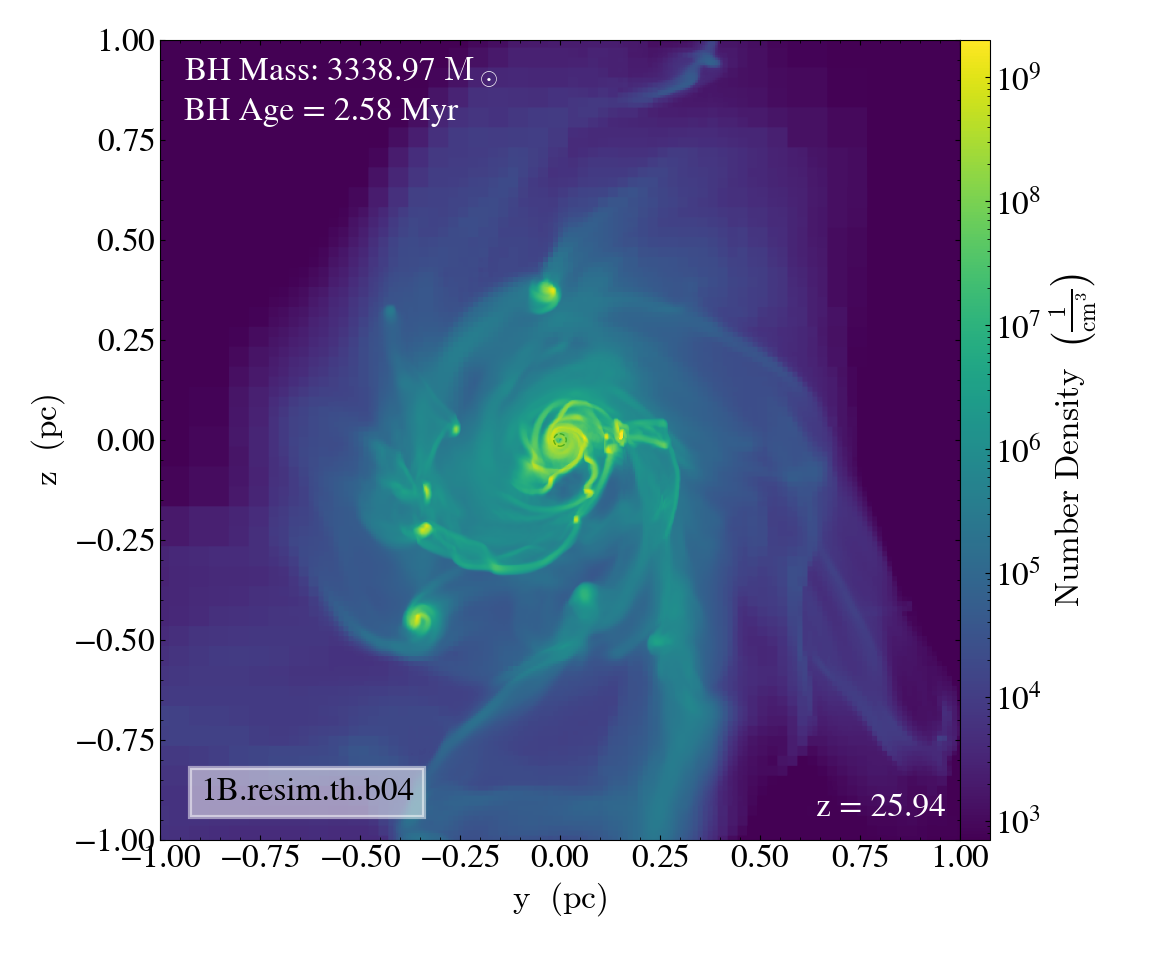 BH Mass: 3338.97 M⊙
BH Age = 2.58 Myr
1B.resim.th.b04
z = 25.94
1.00
0.75
0.50
0.25
0.00
−0.25
−0.50
−0.75
−1.00
z (pc)
−1.00 −0.75 −0.50 −0.25 0.00 0.25 0.50 0.75 1.00
y (pc)
10⁹
10⁸
10⁷
10⁶
10⁵
10⁴
10³
Number Density (1/cm³)